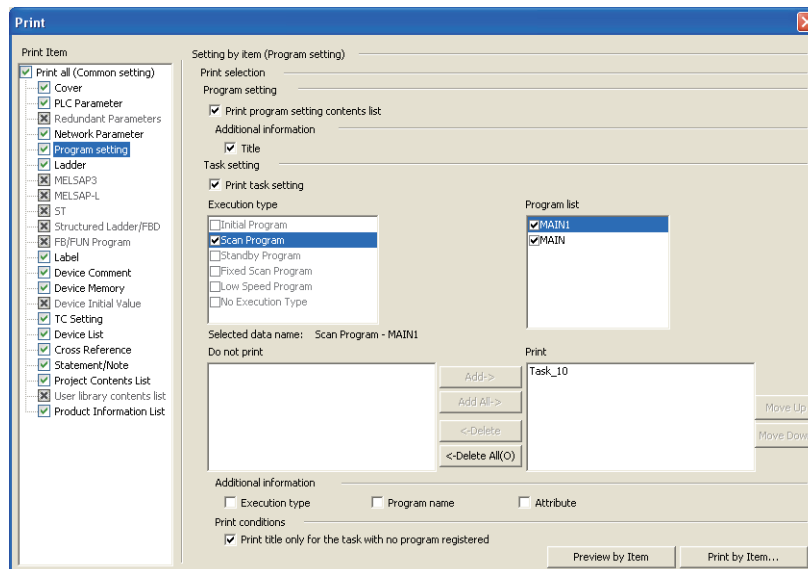 Print
Print Item
Print all (Common setting)
Cover
PLC Parameter
Redundant Parameters
Network Parameter
Program setting
Ladder
MELSAP3
MELSAP-L
ST
Structured Ladder/FBD
FB/FUN Program
Label
Device Comment
Device Memory
Device Initial Value
TC Setting
Device List
Cross Reference
Statement/Note
Project Contents List
User library contents list
Product Information List
Setting by item (Program setting)
Print selection
Program setting
Print program setting contents list
Additional information
Title
Task setting
Print task setting
Execution type
Initial Program
Scan Program
Standby Program
Fixed Scan Program
Low Speed Program
No Execution Type
Program list
MAIN1
MAIN
Selected data name: Scan Program - MAIN1
Do not print
Add->
Add All->
<-Delete
<-Delete All(O)
Print
Task_10
Move Up
Move Down
Additional information
Execution type Program name Attribute
Print conditions
Print title only for the task with no program registered
Preview by Item Print by Item...